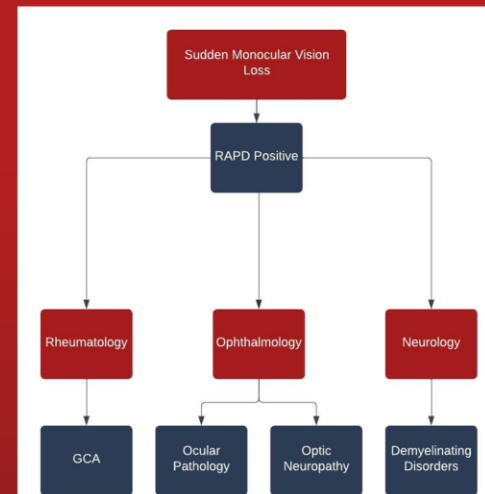 Sudden Monocular Vision
Loss
RAPD Positive
Rheumatology
Ophthalmology
Neurology
GCA
Ocular
Pathology
Optic
Neuropathy
Demyelinating
Disorders